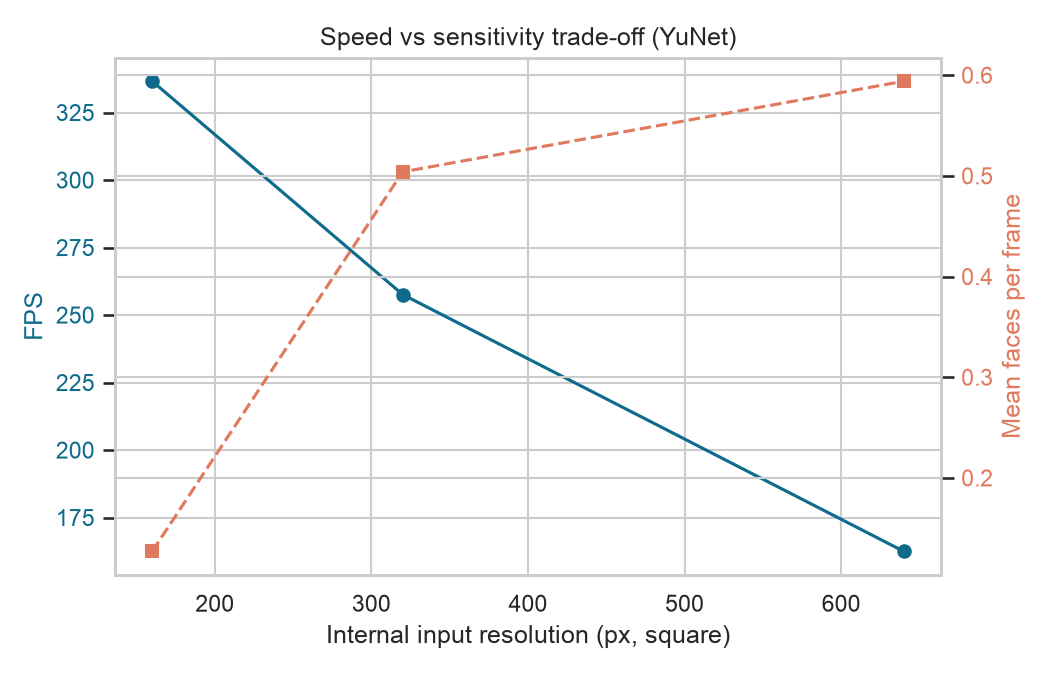 Speed vs sensitivity trade-off (YuNet)
FPS
325
300
275
250
225
200
175
0.6
0.5
0.4
0.3
0.2
Mean faces per frame
200 300 400 500 600
Internal input resolution (px, square)